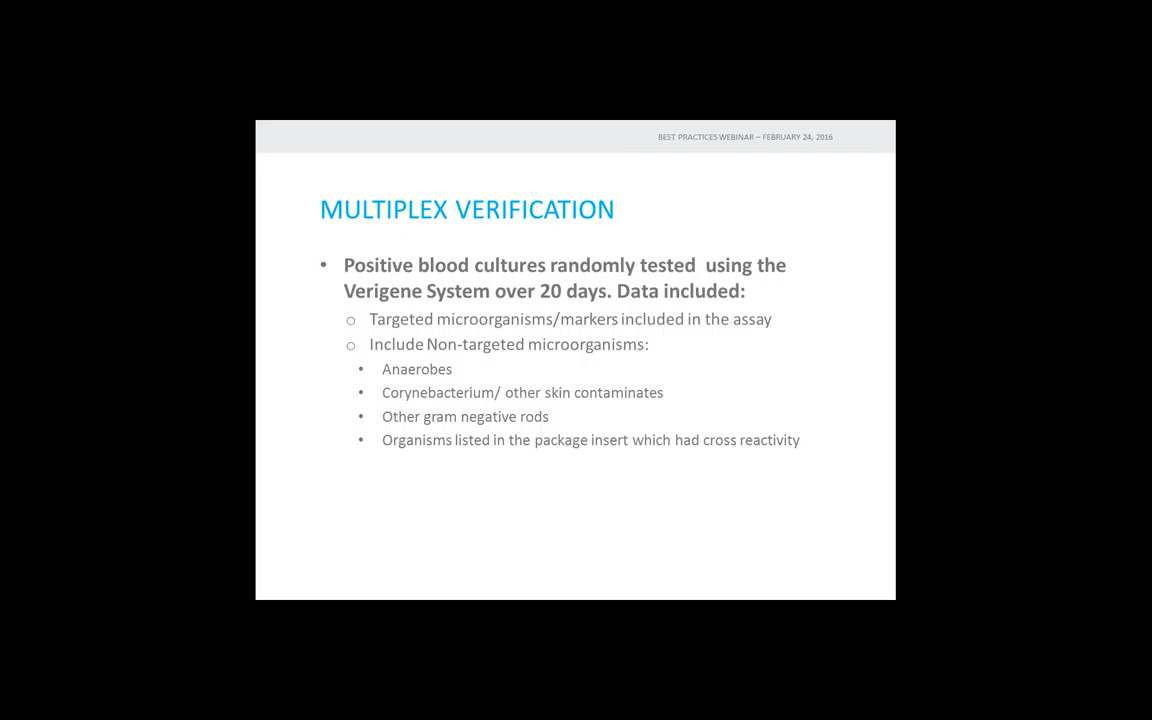 BEST PRACTICES WEBINAR – FEBRUARY 24, 2016
MULTIPLEX VERIFICATION
• Positive blood cultures randomly tested  using the
Verigene System over 20 days. Data included:
o Targeted microorganisms/markers included in the assay
o Include Non-targeted microorganisms:
• Anaerobes
• Corynebacterium/ other skin contaminates
• Other gram negative rods
• Organisms listed in the package insert which had cross reactivity